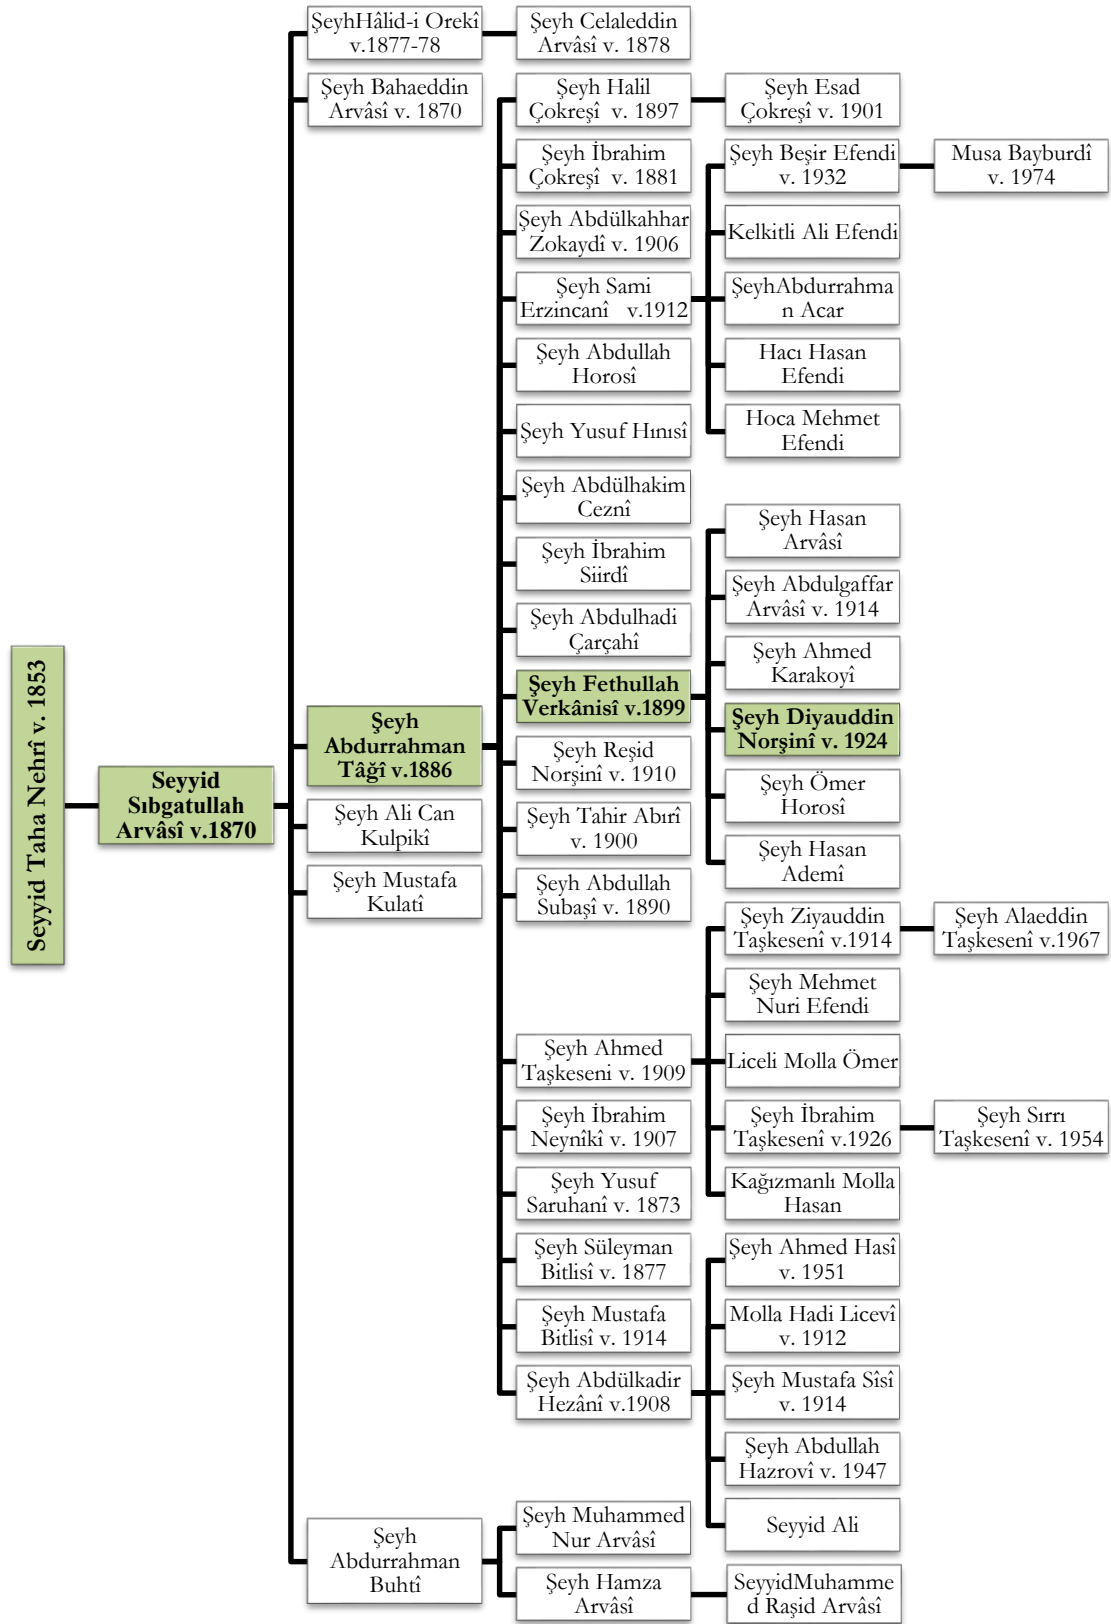 Seyyid Taha Nehrî v. 1853
Seyyid
Sıbgatullah
Arvâsî v.1870
ŞeyhHâlid-i Orekî
v.1877-78
Şeyh Celaleddin
Arvâsî v. 1878
Şeyh Bahaeddin
Arvâsî v. 1870
Şeyh
Abdurrahman
Tâğî v.1886
Şeyh Halil
Çokreşî v. 1897
Şeyh Esad
Çokreşî v. 1901
Şeyh İbrahim
Çokreşî v. 1881
Şeyh Abdülkahhar
Zokaydî v. 1906
Şeyh Sami
Erzincanî v.1912
Şeyh Beşir Efendi
v. 1932
Musa Bayburdî
v. 1974
Kelkitli Ali Efendi
ŞeyhAbdurrahma
n Acar
Hacı Hasan
Efendi
Hoca Mehmet
Efendi
Şeyh Abdullah
Horosî
Şeyh Yusuf Hınısî
Şeyh Abdülhakim
Ceznî
Şeyh İbrahim
Siirdî
Şeyh Abdulhadi
Çarçahî
Şeyh Fethullah
Verkânisî v.1899
Şeyh Hasan
Arvâsî
Şeyh Abdulgaffar
Arvâsî v. 1914
Şeyh Ahmed
Karakoyî
Şeyh Diyauddin
Norşinî v. 1924
Şeyh Ömer
Horosî
Şeyh Hasan
Ademî
Şeyh Reşid
Norşinî v. 1910
Şeyh Tahir Abırî
v. 1900
Şeyh Abdullah
Subaşî v. 1890
Şeyh Ahmed
Taşkeseni v. 1909
Şeyh Ziyauddin
Taşkesenî v.1914
Şeyh Alaeddin
Taşkesenî v.1967
Şeyh Mehmet
Nuri Efendi
Liceli Molla Ömer
Şeyh İbrahim
Taşkesenî v.1926
Şeyh Sırrı
Taşkesenî v. 1954
Kağızmanlı Molla
Hasan
Şeyh İbrahim
Neynîkî v. 1907
Şeyh Yusuf
Saruhanî v. 1873
Şeyh Süleyman
Bitlisî v. 1877
Şeyh Mustafa
Bitlisî v. 1914
Şeyh Abdülkadir
Hezânî v.1908
Şeyh Ahmed Hasî
v. 1951
Molla Hadi Licevî
v. 1912
Şeyh Mustafa Sîsî
v. 1914
Şeyh Abdullah
Hazrovî v. 1947
Seyyid Ali
Şeyh Ali Can
Kulpikî
Şeyh Mustafa
Kulatî
Şeyh
Abdurrahman
Buhtî
Şeyh Muhammed
Nur Arvâsî
Şeyh Hamza
Arvâsî
SeyyidMuhamme
d Raşid Arvâsî